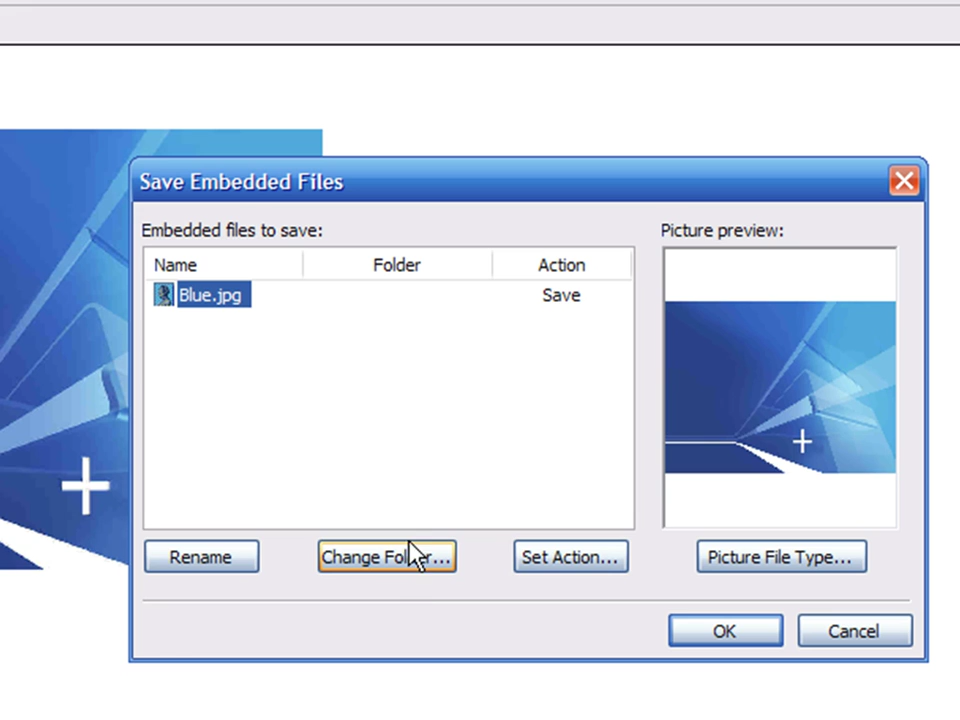 Save Embedded Files
Embedded files to save:
Picture preview:
Name Folder Action
Blue.jpg Save
Rename Change Folder... Set Action... Picture File Type...
OK Cancel